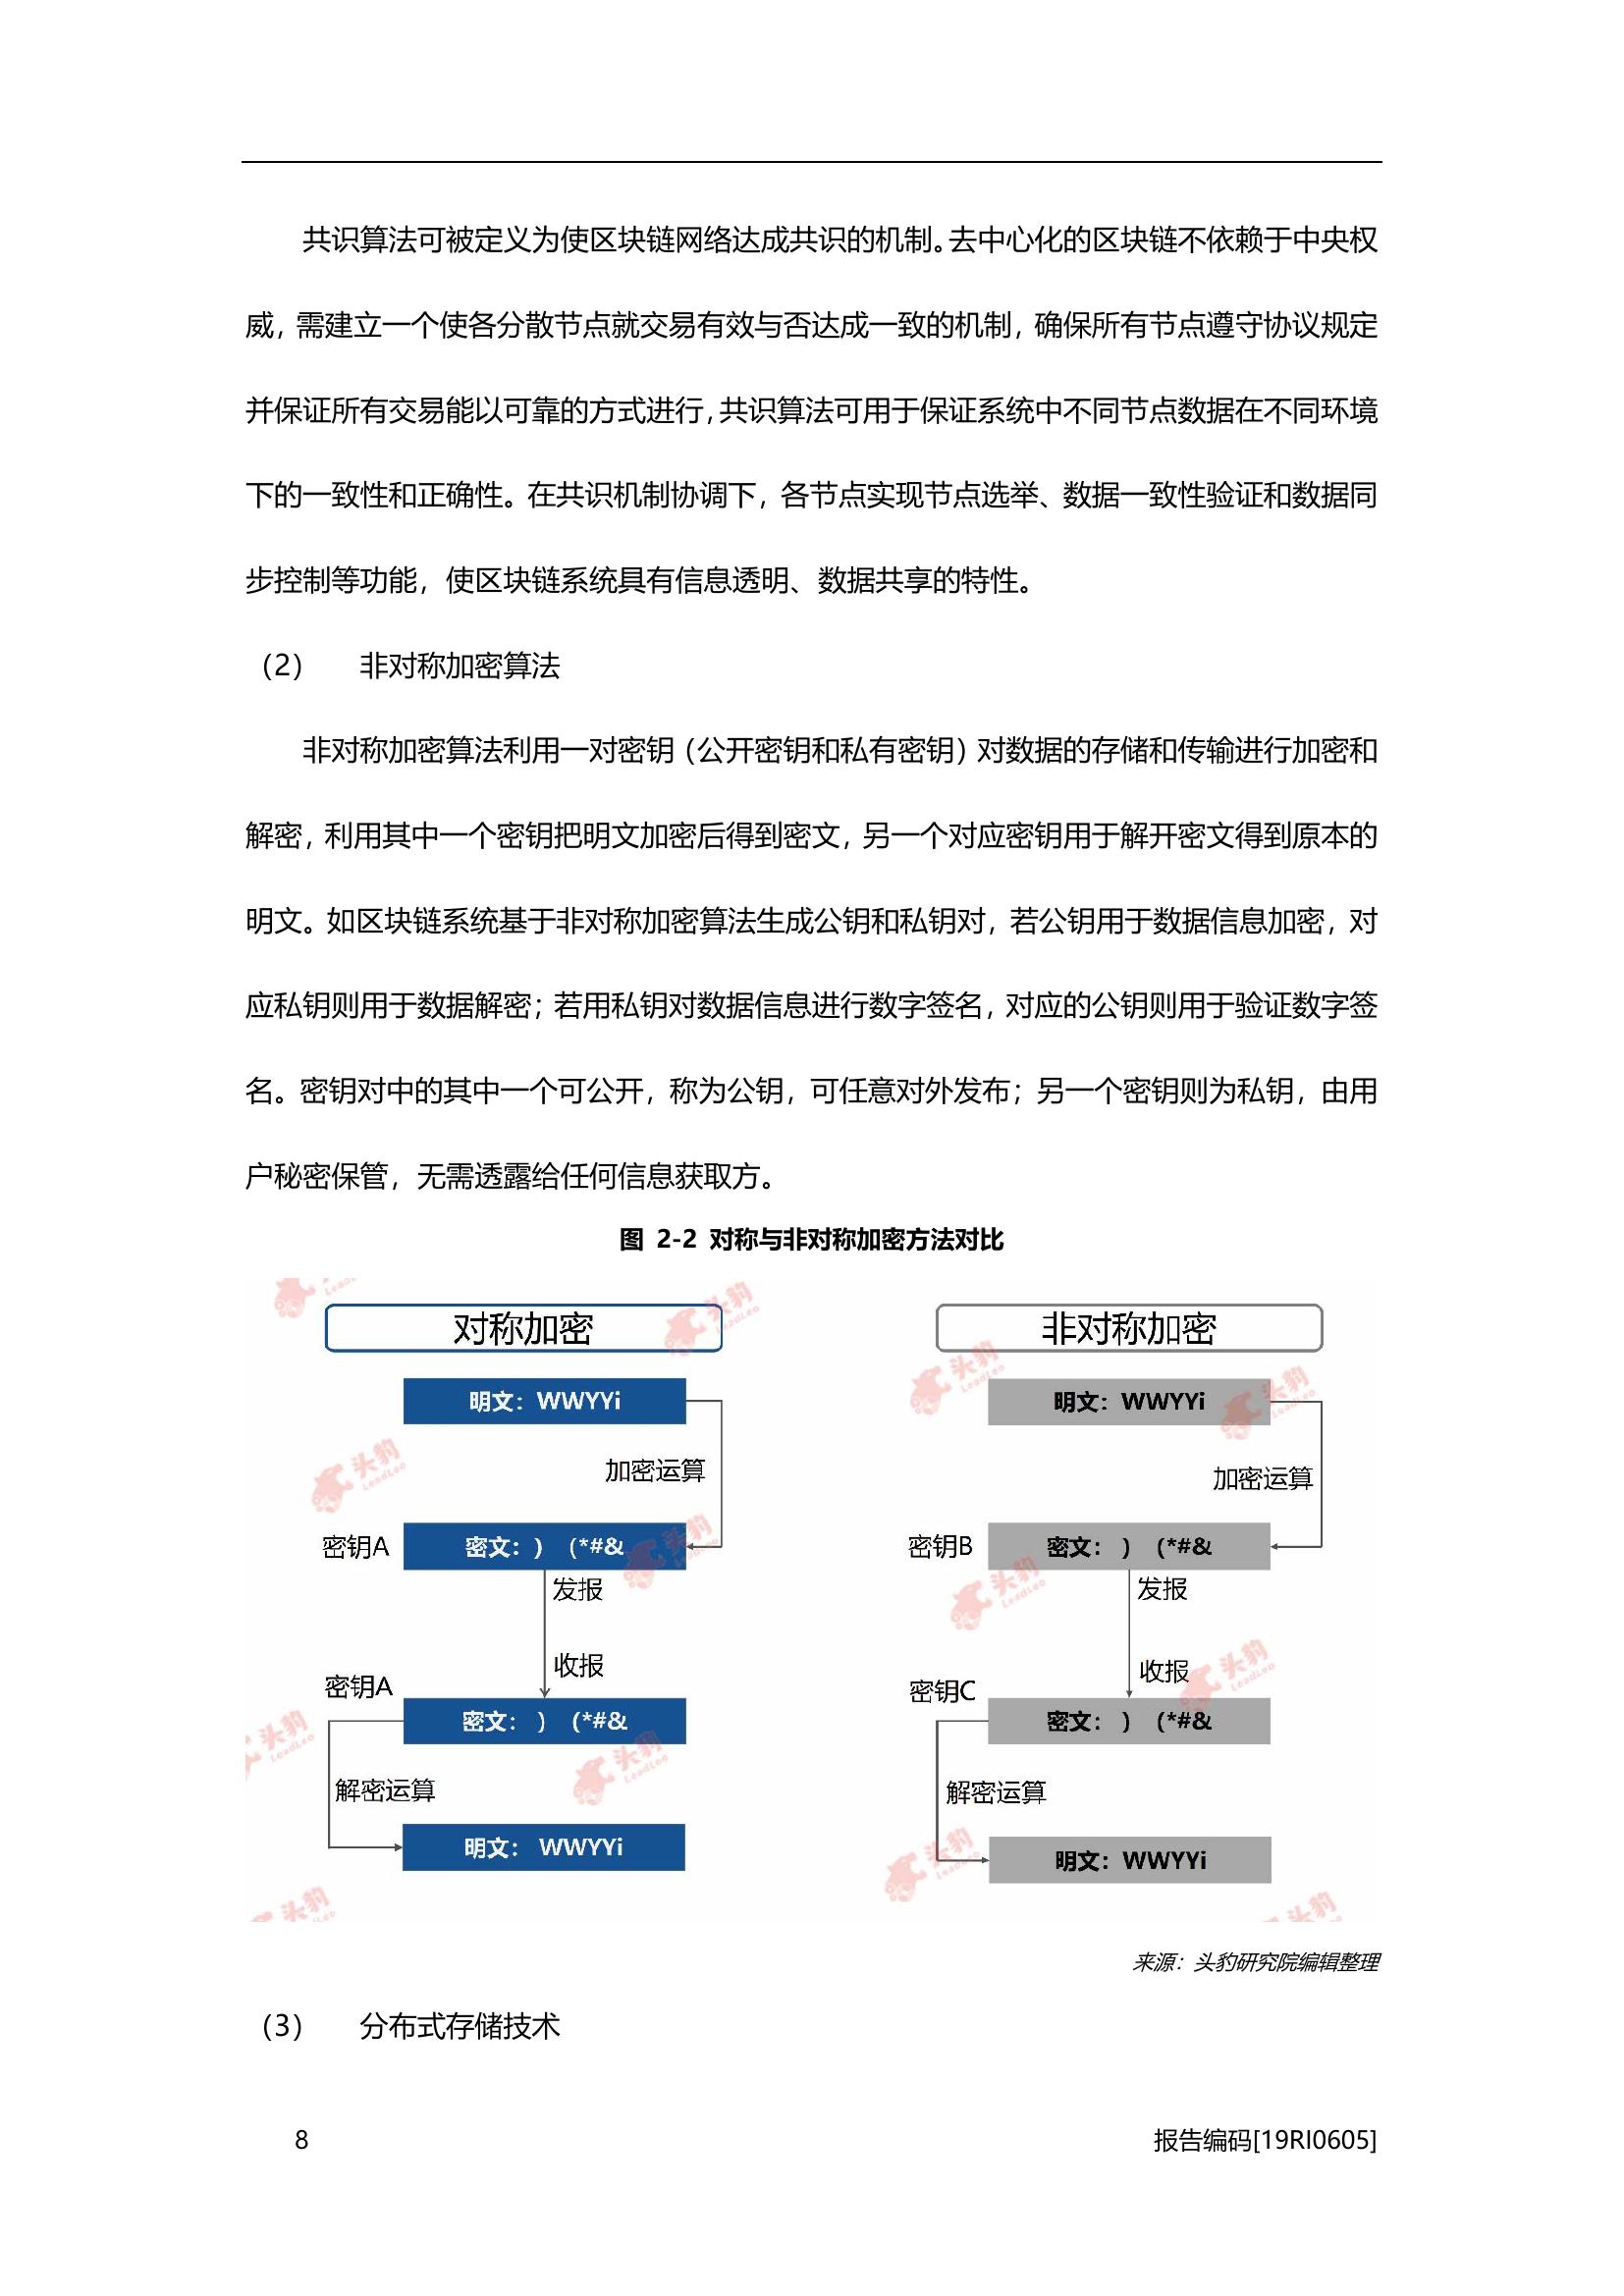 共识算法可被定义为使区块链网络达成共识的机制。去中心化的区块链不依赖于中央权
威，需建立一个使各分散节点就交易有效与否达成一致的机制，确保所有节点遵守协议规定
并保证所有交易能以可靠的方式进行，共识算法可用于保证系统中不同节点数据在不同环境
下的一致性和正确性。在共识机制协调下，各节点实现节点选举、数据一致性验证和数据同
步控制等功能，使区块链系统具有信息透明、数据共享的特性。
（2） 非对称加密算法
非对称加密算法利用一对密钥（公开密钥和私有密钥）对数据的存储和传输进行加密和
解密，利用其中一个密钥把明文加密后得到密文，另一个对应密钥用于解开密文得到原本的
明文。如区块链系统基于非对称加密算法生成公钥和私钥对，若公钥用于数据信息加密，对
应私钥则用于数据解密；若用私钥对数据信息进行数字签名，对应的公钥则用于验证数字签
名。密钥对中的其中一个可公开，称为公钥，可任意对外发布；另一个密钥则为私钥，由用
户秘密保管，无需透露给任何信息获取方。
图 2-2 对称与非对称加密方法对比
对称加密
明文：WWYYi
加密运算
密钥A
密文：）（*#&
发报
收报
密钥A
密文：）（*#&
解密运算
明文：WWYYi
非对称加密
明文：WWYYi
加密运算
密钥B
密文：）（*#&
发报
收报
密钥C
密文：）（*#&
解密运算
明文：WWYYi
头豹
LeadLeo
来源：头豹研究院编辑整理
（3） 分布式存储技术
8
报告编码[19RI0605]